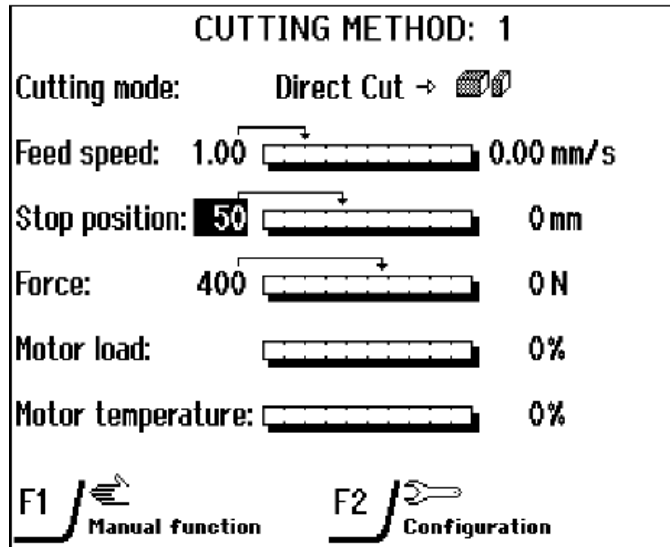 CUTTING METHOD: 1
Cutting mode: Direct Cut →
Feed speed: 1.00 0.00 mm/s
Stop position: 50 0 mm
Force: 400 0 N
Motor load: 0%
Motor temperature: 0%
F1 Manual function F2 Configuration